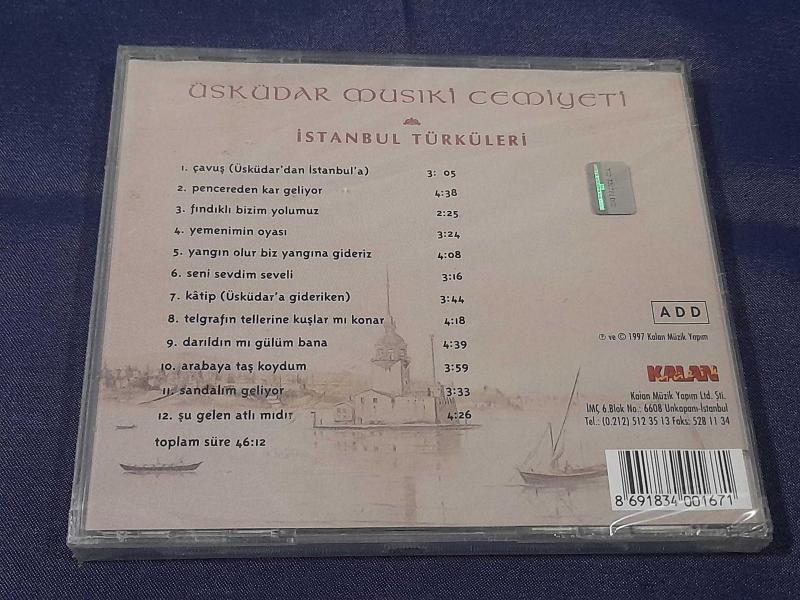 ÜSKÜDAR MUSIKİ CEMİYETİ
İSTANBUL TÜRKÜLERİ
1. çavuş (Üsküdar'dan İstanbul'a) 3: 05
2. pencereden kar geliyor 4:38
3. fındıklı bizim yolumuz 2:25
4. yemenimin oyası 3:24
5. yangın olur biz yangına gideriz 4:08
6. seni sevdim seveli 3:16
7. kâtip (Üsküdar'a gideriken) 3:44
8. telgrafın tellerine kuşlar mı konar 4:18
9. darıldın mı gülüm bana 4:39
10. arabaya taş koydum 3:59
11. sandalım geliyor 3:33
12. şu gelen atlı mıdır 4:26
toplam süre 46:12
ADD
℗ ve © 1997 Kalan Müzik Yapım
KALAN
Kalan Müzik Yapım Ltd. Şti.
İMÇ 6.Blok No.: 6608 Unkapanı-İstanbul
Tel.: (0.212) 512 35 13 Faks: 528 11 34
8 691834 001671